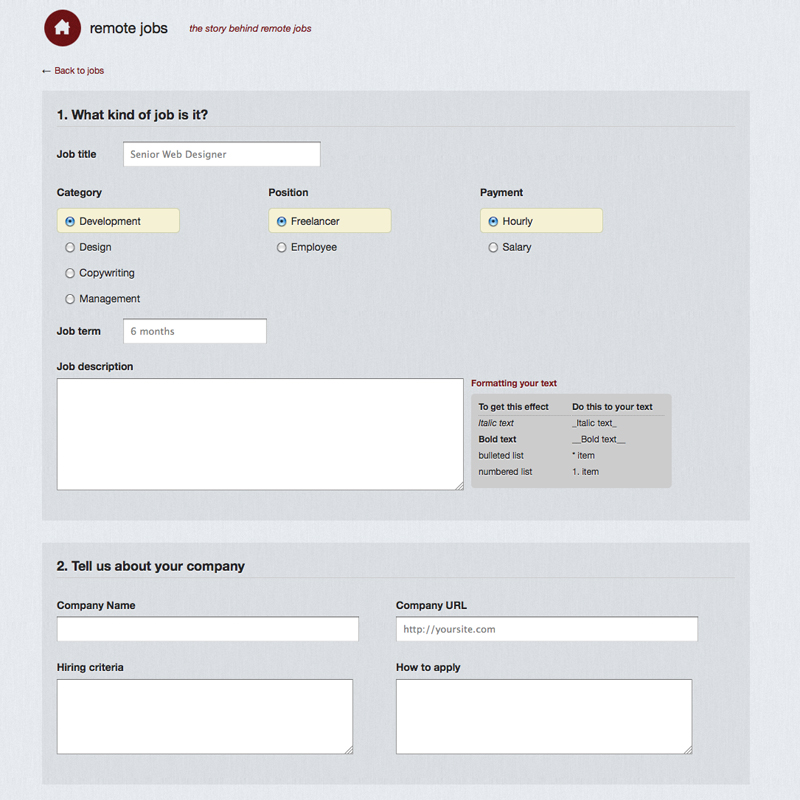 remote jobs
the story behind remote jobs
← Back to jobs
1. What kind of job is it?
Job title
Senior Web Designer
Category
Position
Payment
Development
Freelancer
Hourly
Design
Employee
Salary
Copywriting
Management
Job term
6 months
Job description
Formatting your text
To get this effect
Do this to your text
Italic text
_Italic text_
Bold text
__Bold text__
bulleted list
* item
numbered list
1. item
2. Tell us about your company
Company Name
Company URL
http://yoursite.com
Hiring criteria
How to apply